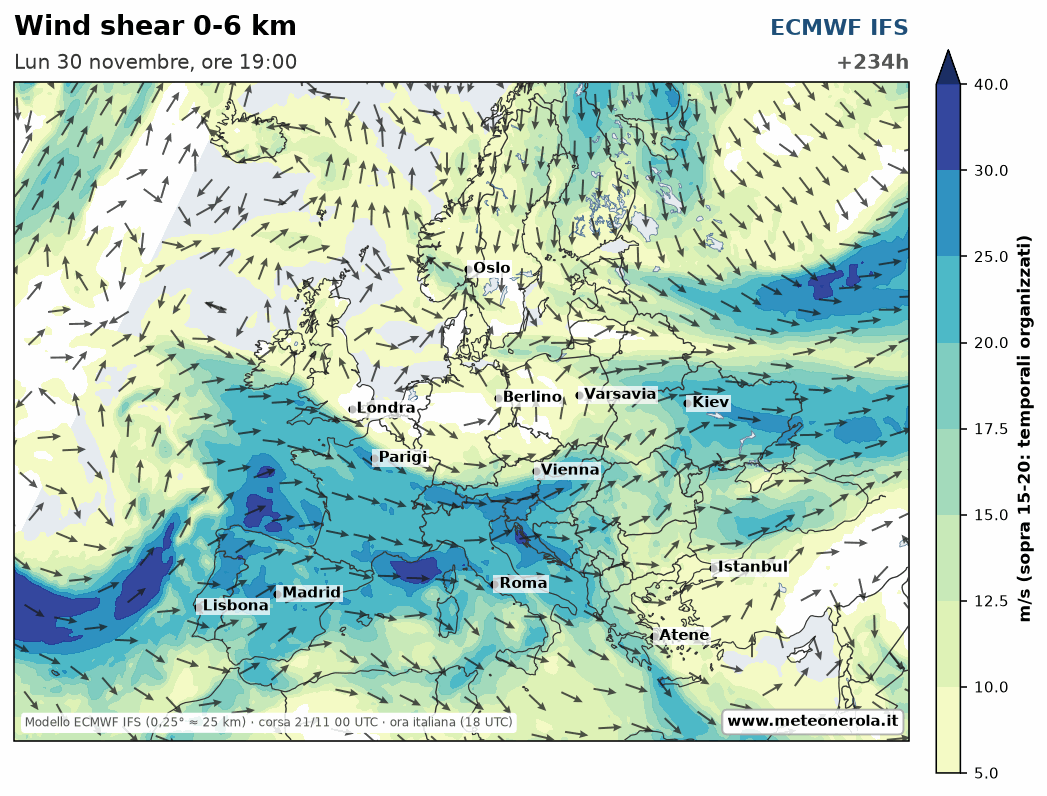 Wind shear 0-6 km
ECMWF IFS
Lun 30 novembre, ore 19:00
+234h
40.0
30.0
25.0
20.0
17.5
15.0
12.5
10.0
5.0
m/s (sopra 15-20: temporali organizzati)
Oslo
Londra
Berlino
Varsavia
Kiev
Parigi
Vienna
Istanbul
Roma
Madrid
Lisbona
Atene
Modello ECMWF IFS (0,25° ≈ 25 km) · corsa 21/11 00 UTC · ora italiana (18 UTC)
www.meteonerola.it